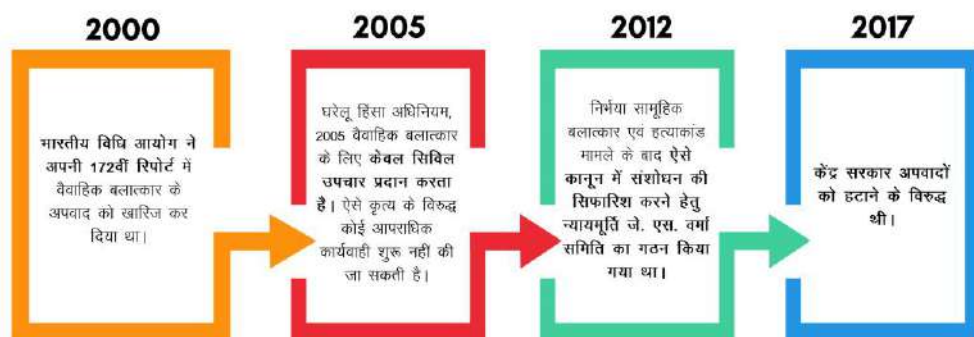 2000
भारतीय विधि आयोग ने
अपनी 172वीं रिपोर्ट में
वैवाहिक बलात्कार के
अपवाद को खारिज कर
दिया था।
2005
घरेलू हिंसा अधिनियम,
2005 वैवाहिक बलात्कार
के लिए केवल सिविल
उपचार प्रदान करता
है। ऐसे कृत्य के विरुद्ध
कोई आपराधिक
कार्यवाही शुरू नहीं की
जा सकती है।
2012
निर्भया सामूहिक
बलात्कार एवं हत्याकांड
मामले के बाद ऐसे
कानून में संशोधन की
सिफारिश करने हेतु
न्यायमूर्ति जे. एस. वर्मा
समिति का गठन किया
गया था।
2017
केंद्र सरकार अपवादों
को हटाने के विरुद्ध
थी।